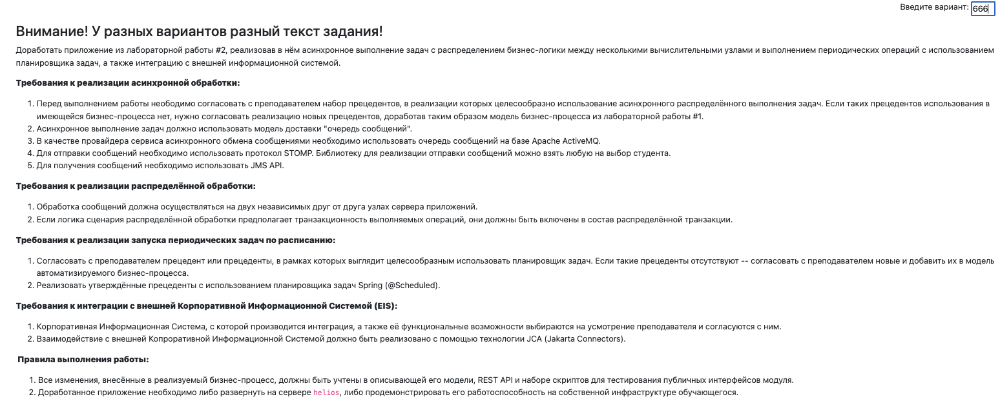 Введите вариант: 666
Внимание! У разных вариантов разный текст задания!
Доработать приложение из лабораторной работы #2, реализовав в нём асинхронное выполнение задач с распределением бизнес-логики между несколькими вычислительными узлами и выполнением периодических операций с использованием
планировщика задач, а также интеграцию с внешней информационной системой.
Требования к реализации асинхронной обработки:
1. Перед выполнением работы неободимо согласовать с преподавателем набор прецедентов, в реализации которых целесообразно использование асинхронного распределённого выполнения задач. Если таких прецедентов использования в
имеющейся бизнес-процесса нет, нужно согласовать реализацию новых прецедентов, доработав таким образом модель бизнес-процесса из лабораторной работы #1.
2. Асинхронное выполнение задач должно использовать модель доставки "очередь сообщений".
3. В качестве провайдера сервиса асинхронного обмена сообщениями необходимо использовать очередь сообщений на базе Apache ActiveMQ.
4. Для отправки сообщений необходимо использовать протокол STOMP. Библиотеку для реализации отправки сообщений можно взять любую на выбор студента.
5. Для получения сообщений необходимо использовать JMS API.
Требования к реализации распределённой обработки:
1. Обработка сообщений должна осуществляться на двух независимых друг от друга узлах сервера приложений.
2. Если логика сценария распределённой обработки предполагает транзакционность выполняемых операций, они должны быть включены в состав распределённой транзакции.
Требования к реализации запуска периодических задач по расписанию:
1. Согласовать с преподавателем прецедент или прецеденты, в рамках которых выглядит целесообразным использовать планировщик задач. Если такие прецеденты отсутствуют -- согласовать с преподавателем новые и добавить их в модель
автоматизируемого бизнес-процесса.
2. Реализовать утверждённые прецеденты с использованием планировщика задач Spring (@Scheduled).
Требования к интеграции с внешней Корпоративной Информационной Системой (EIS):
1. Корпоративная Информационная Система, с которой производится интеграция, а также её функциональные возможности выбираются на усмотрение преподавателя и согласуются с ним.
2. Взаимодействие с внешней Копроративной Информационной Системой должно быть реализовано с помощью технологии JCA (Jakarta Connectors).
Правила выполнения работы:
1. Все изменения, внесённые в реализуемый бизнес-процесс, должны быть учтены в описывающей его модели, REST API и наборе скриптов для тестирования публичных интерфейсов модуля.
2. Доработанное приложение необходимо либо развернуть на сервере helios, либо продемонстрировать его работоспособность на собственной инфраструктуре обучающегося.